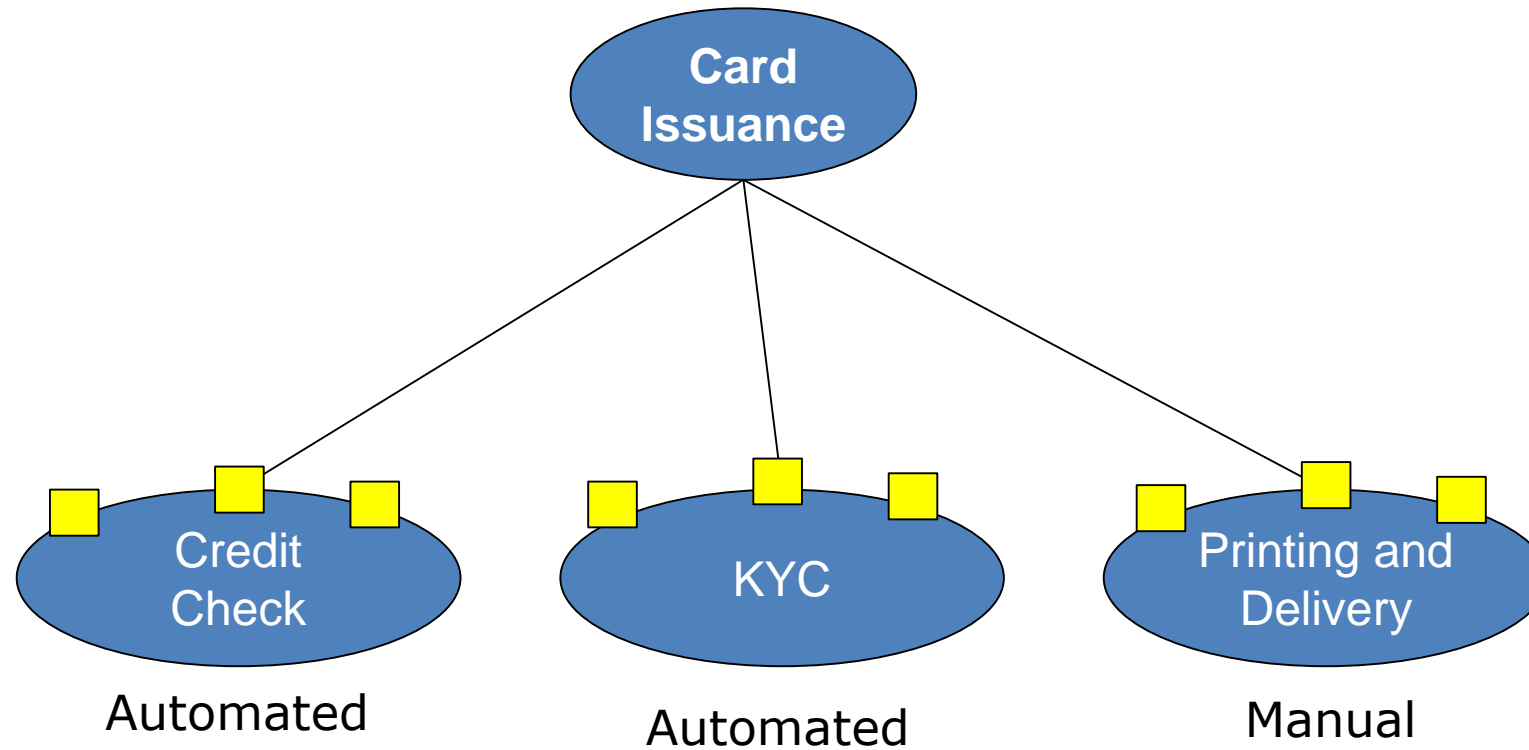 Card
Issuance
Credit
Check
KYC
Printing and
Delivery
Automated
Automated
Manual